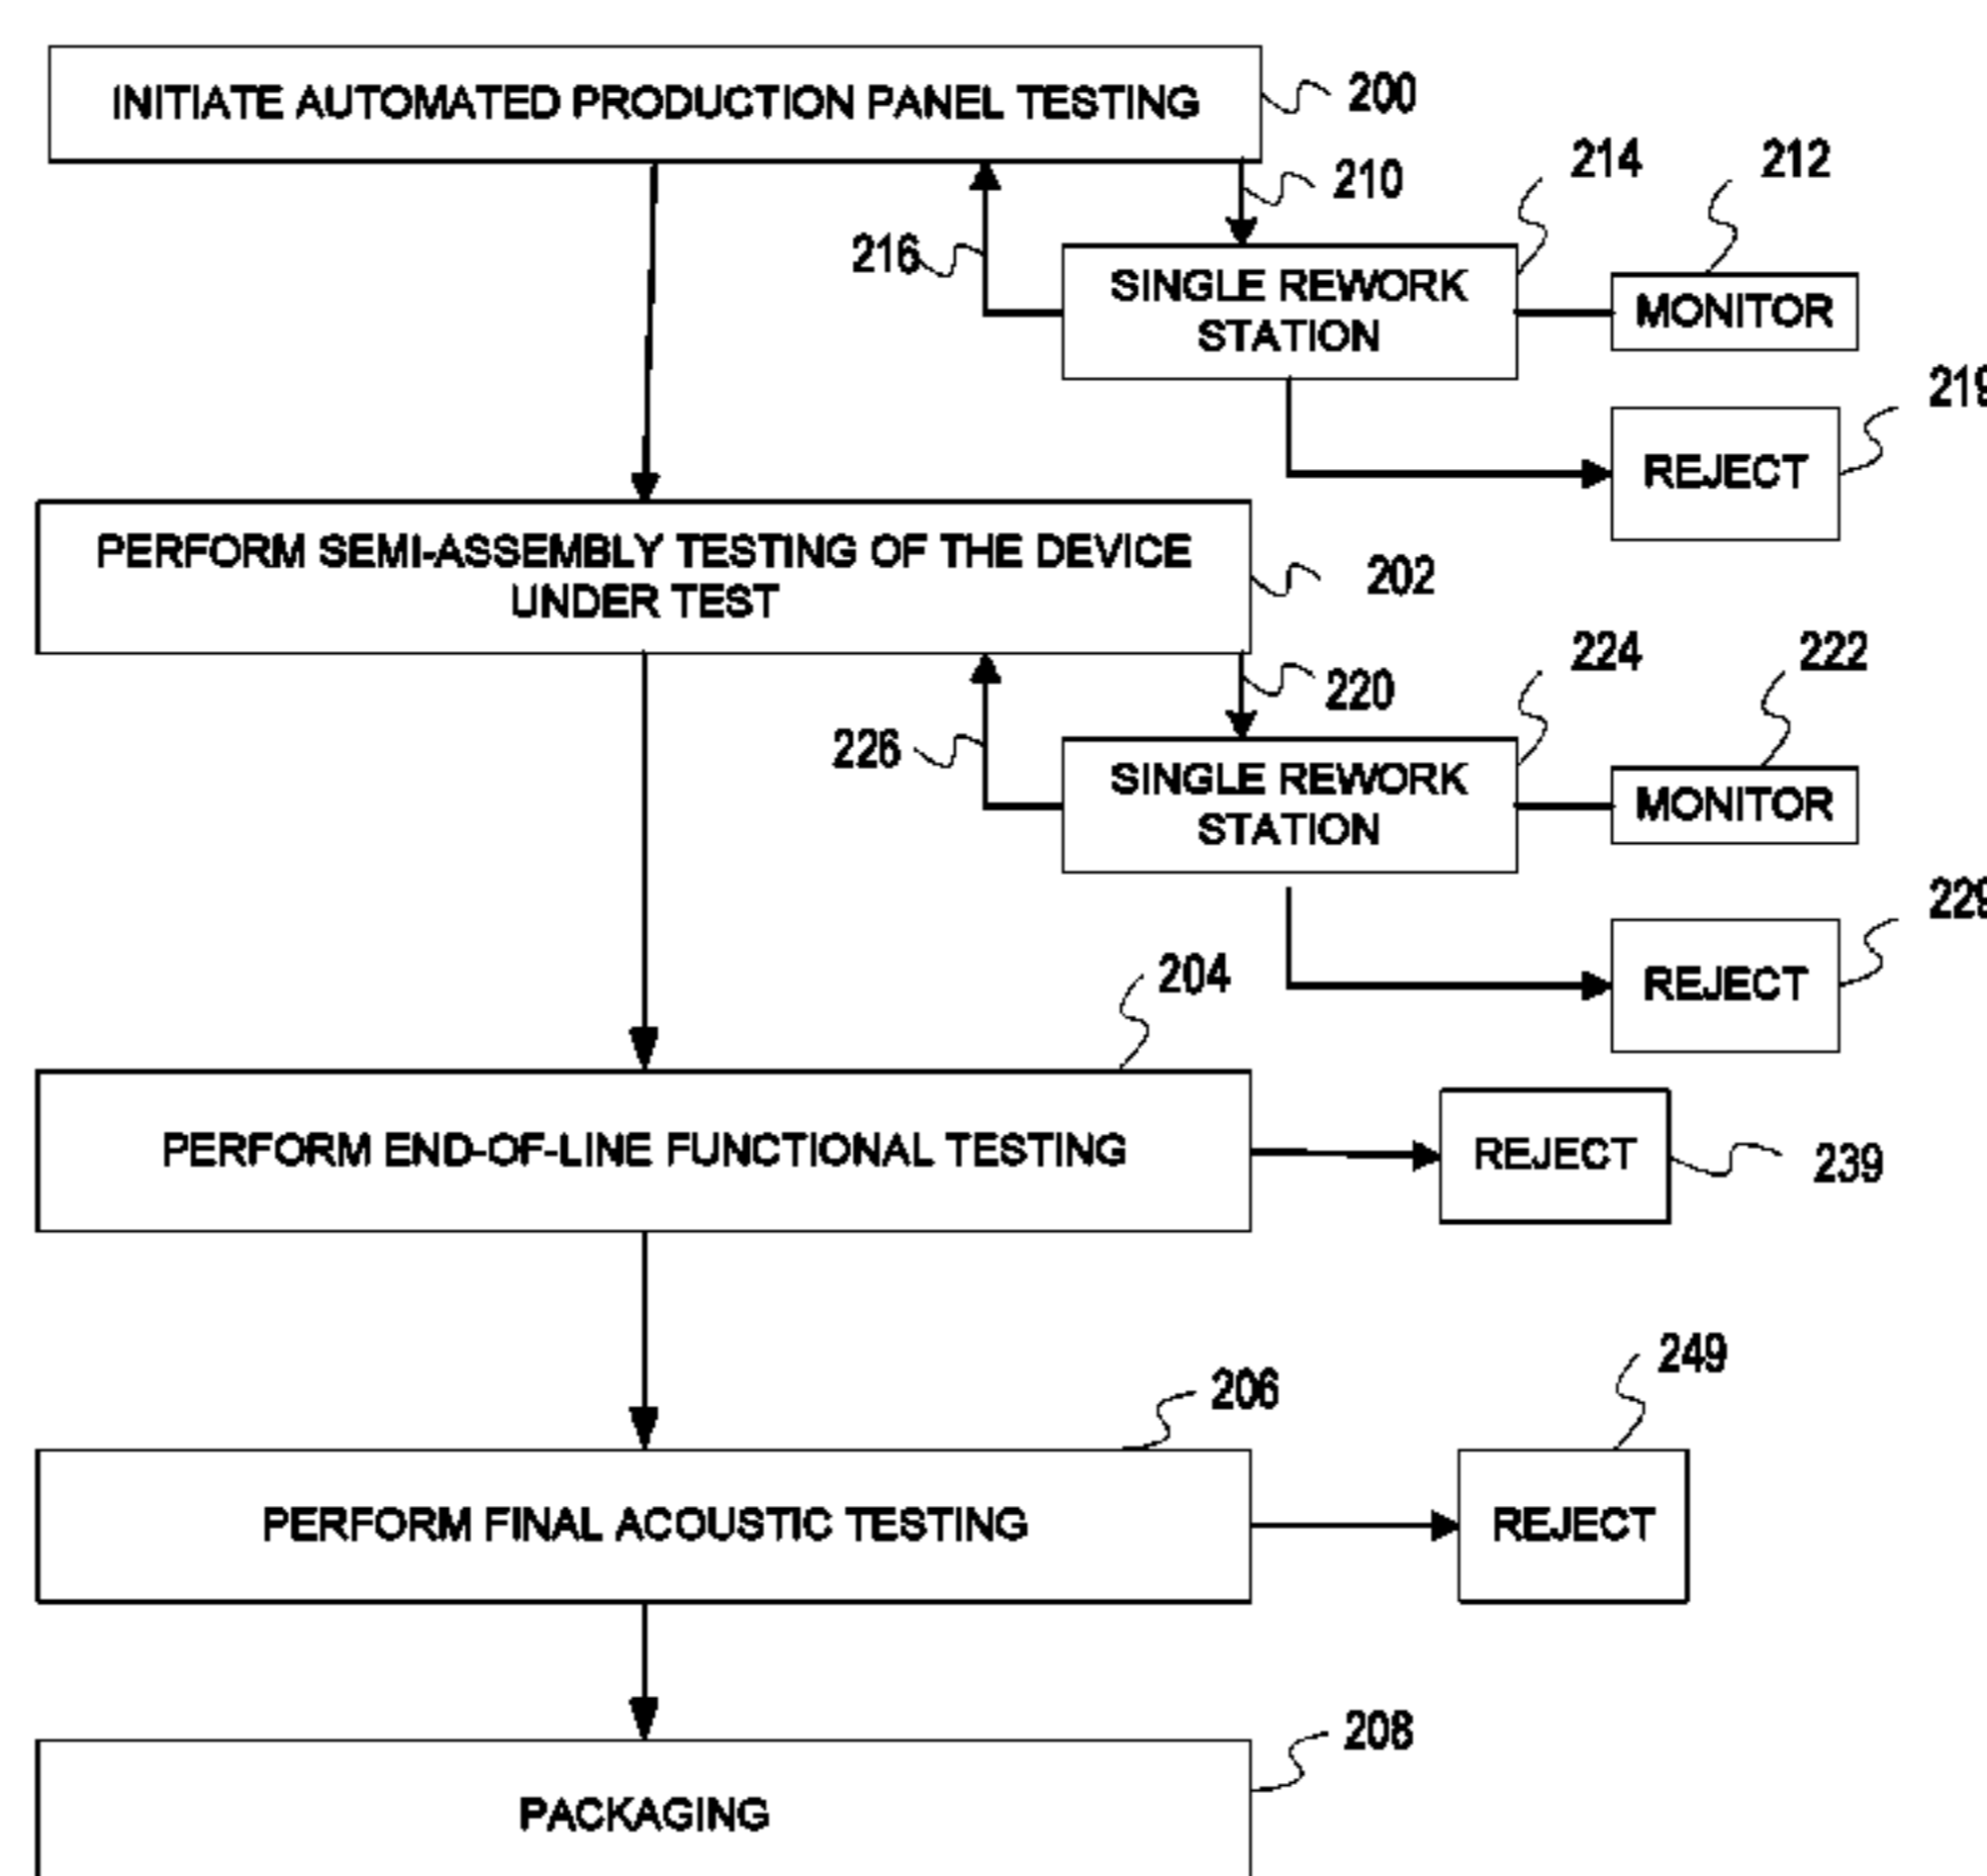 INITIATE AUTOMATED PRODUCTION PANEL TESTING
200
210
214
212
216
SINGLE REWORK
STATION
MONITOR
219
REJECT
PERFORM SEMI-ASSEMBLY TESTING OF THE DEVICE
UNDER TEST
202
220
224
222
226
SINGLE REWORK
STATION
MONITOR
229
REJECT
204
PERFORM END-OF-LINE FUNCTIONAL TESTING
REJECT
239
206
249
PERFORM FINAL ACOUSTIC TESTING
REJECT
208
PACKAGING